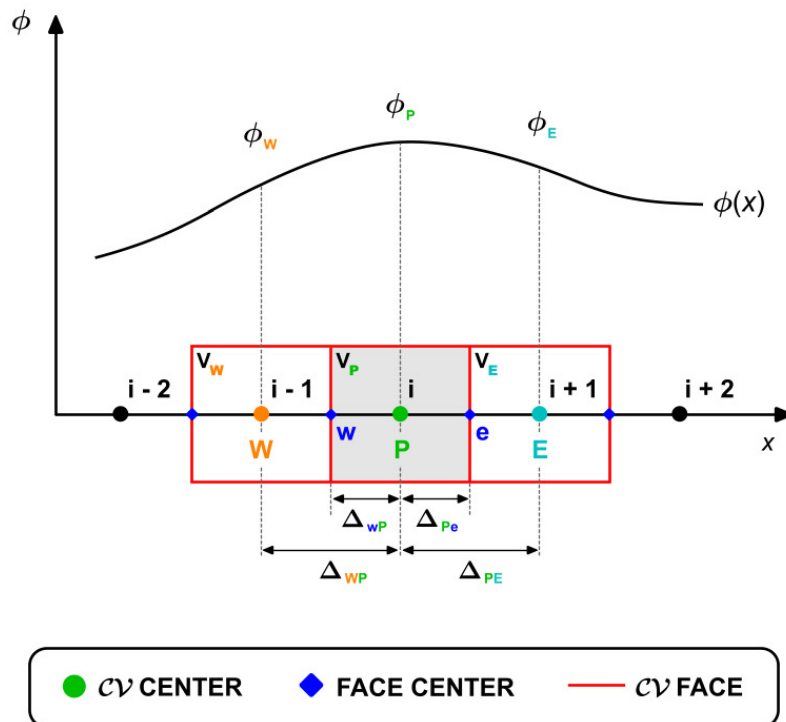 ϕ
ϕP
ϕW
ϕE
ϕ(x)
VW
VP
VE
i - 2
i - 1
i
i + 1
i + 2
w
e
x
W
P
E
ΔwP
ΔPe
ΔWP
ΔPE
𝒞𝒱 CENTER
FACE CENTER
𝒞𝒱 FACE